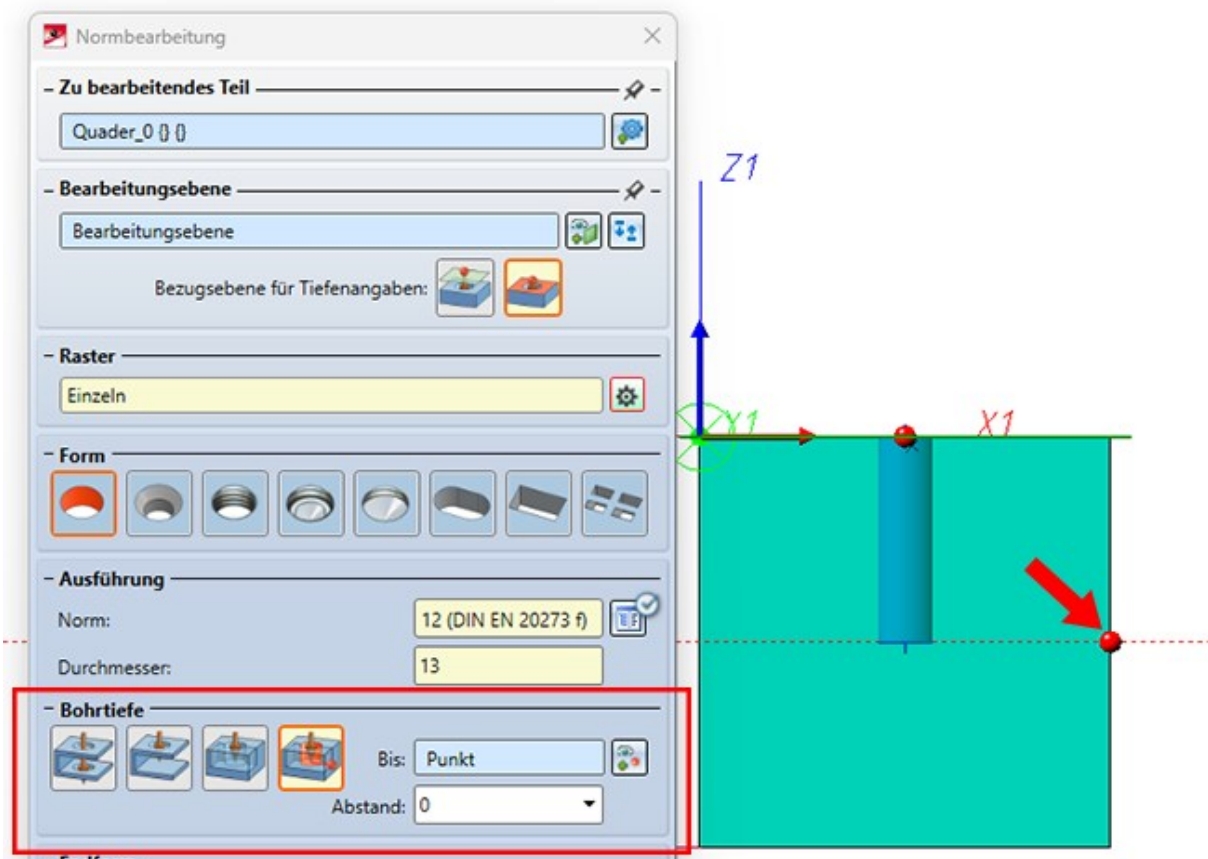 Normbearbeitung
Zu bearbeitendes Teil
Quader_0 {} {}
Bearbeitungsebene
Bearbeitungsebene
Bezugsebene für Tiefenangaben:
Raster
Einzeln
Form
Ausführung
Norm: 12 (DIN EN 20273 f)
Durchmesser: 13
Bohrtiefe
Bis: Punkt
Abstand: 0
Z1
Y1
X1